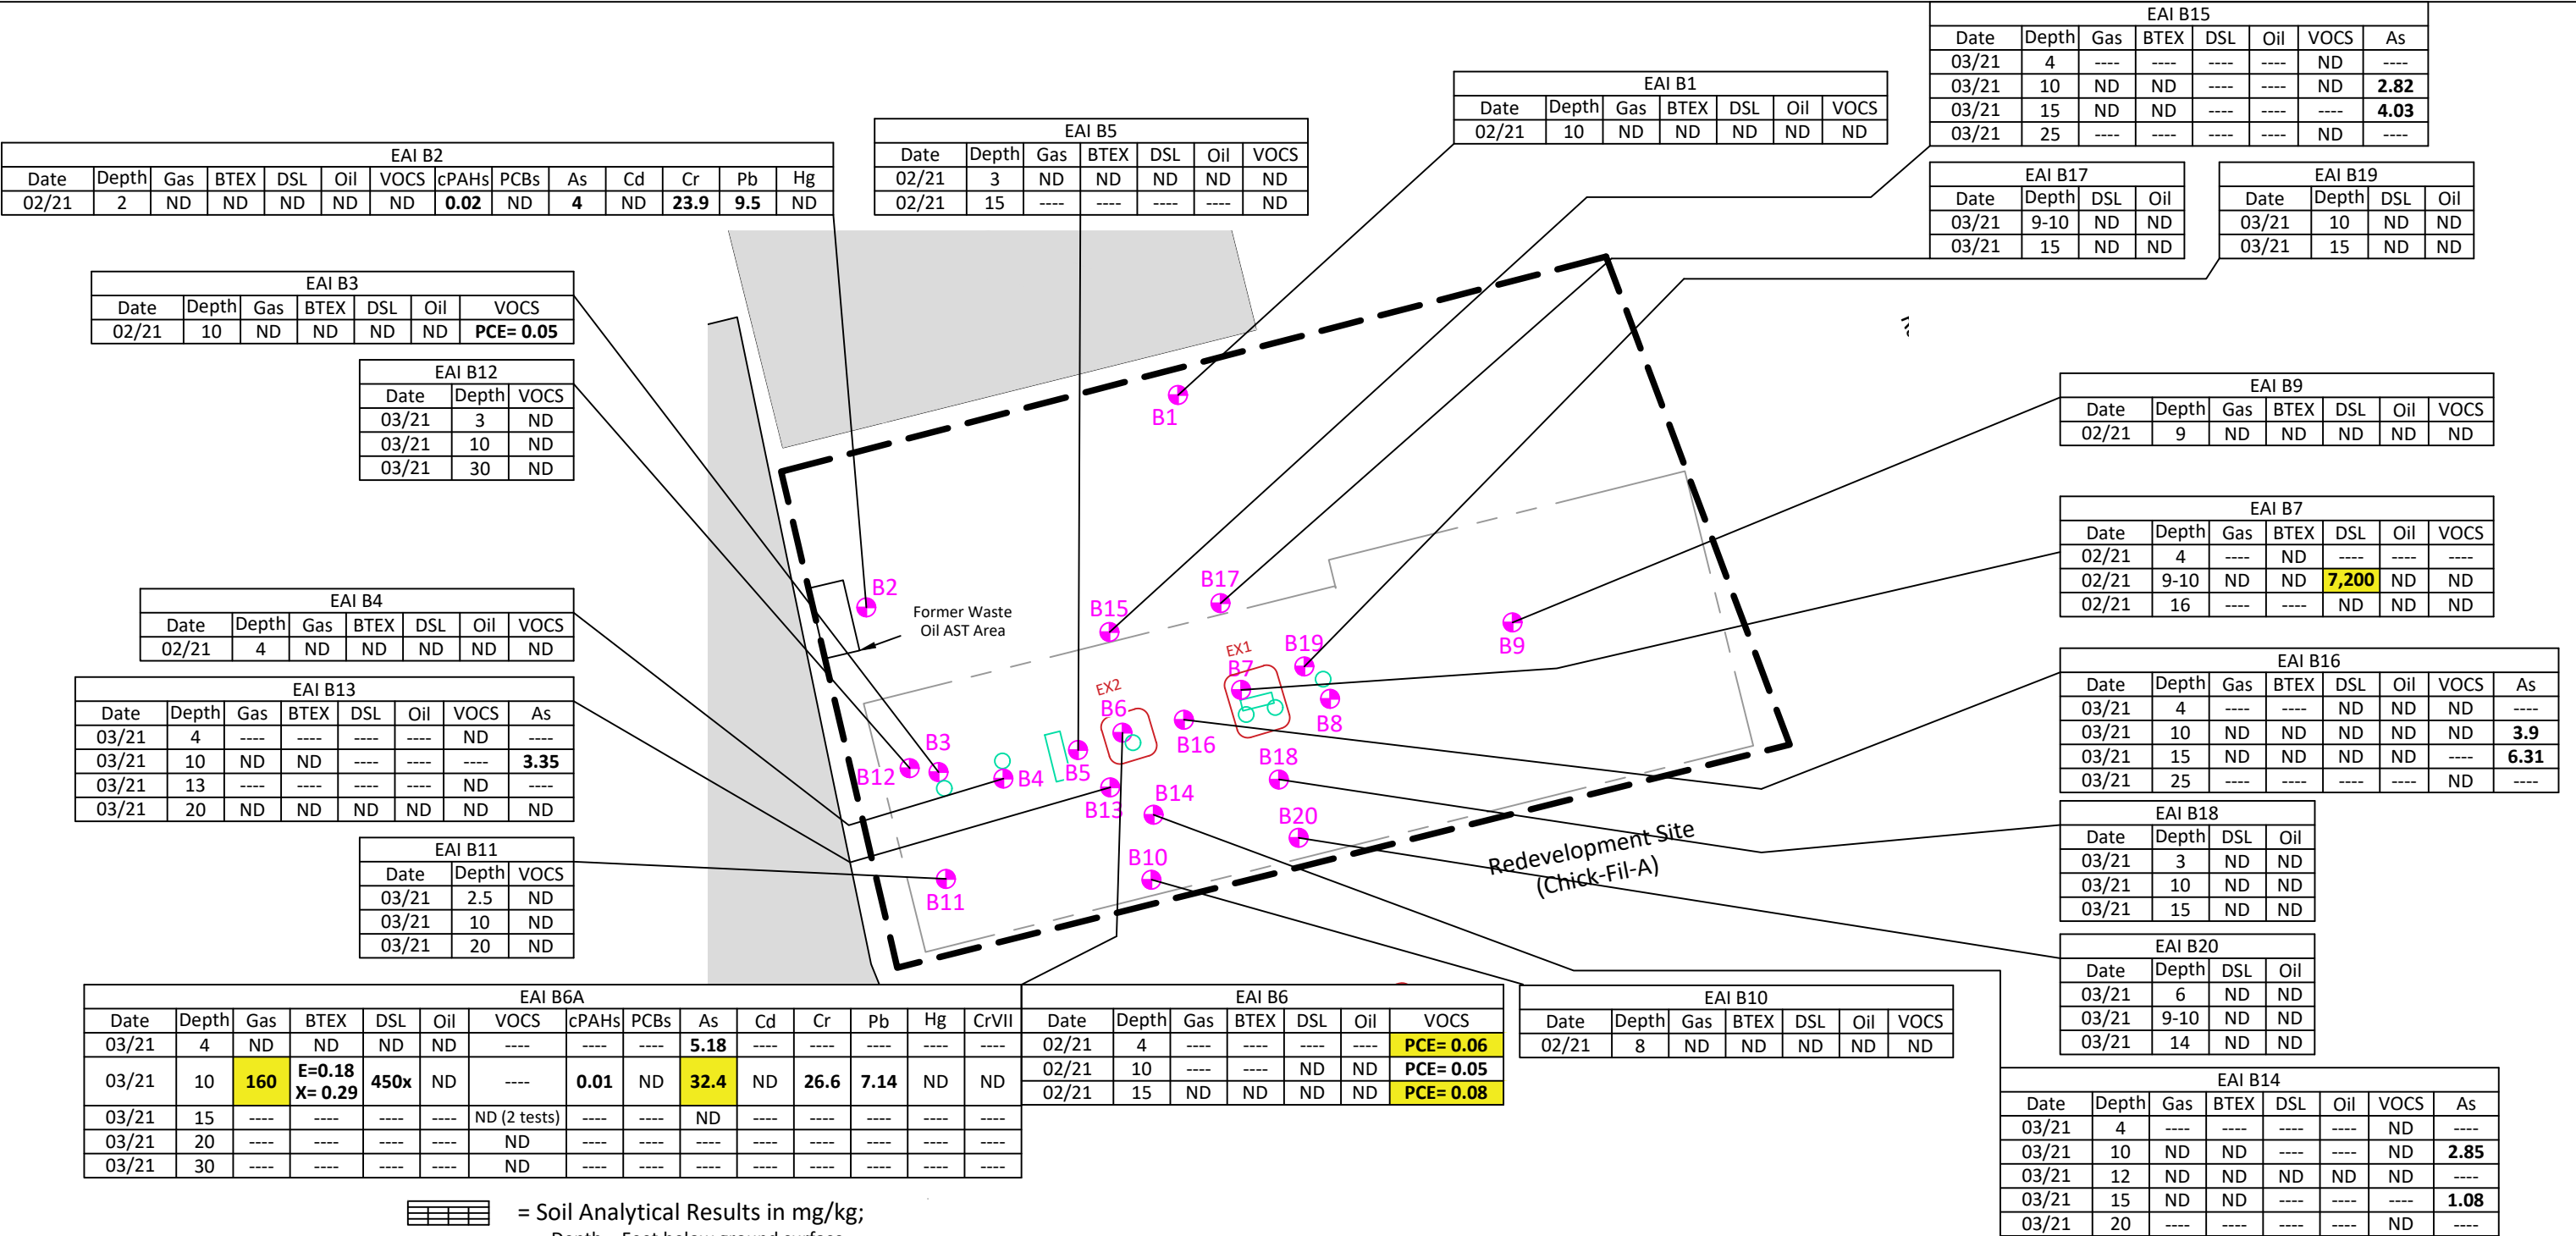 EAI B15
Date Depth Gas BTEX DSL Oil VOCS As
03/21 4 ---- ---- ---- ---- ND ----
03/21 10 ND ND ---- ---- ND 2.82
03/21 15 ND ND ---- ---- ---- 4.03
03/21 25 ---- ---- ---- ---- ND ----
EAI B1
Date Depth Gas BTEX DSL Oil VOCS
02/21 10 ND ND ND ND ND
EAI B5
Date Depth Gas BTEX DSL Oil VOCS
02/21 3 ND ND ND ND ND
02/21 15 ---- ---- ---- ---- ND
EAI B2
Date Depth Gas BTEX DSL Oil VOCS cPAHs PCBs As Cd Cr Pb Hg
02/21 2 ND ND ND ND ND 0.02 ND 4 ND 23.9 9.5 ND
EAI B17
Date Depth DSL Oil
03/21 9-10 ND ND
03/21 15 ND ND
EAI B19
Date Depth DSL Oil
03/21 10 ND ND
03/21 15 ND ND
EAI B3
Date Depth Gas BTEX DSL Oil VOCS
02/21 10 ND ND ND ND PCE= 0.05
EAI B12
Date Depth VOCS
03/21 3 ND
03/21 10 ND
03/21 30 ND
EAI B9
Date Depth Gas BTEX DSL Oil VOCS
02/21 9 ND ND ND ND ND
EAI B7
Date Depth Gas BTEX DSL Oil VOCS
02/21 4 ---- ND ---- ---- ----
02/21 9-10 ND ND 7,200 ND ND
02/21 16 ---- ---- ND ND ND
EAI B4
Date Depth Gas BTEX DSL Oil VOCS
02/21 4 ND ND ND ND ND
EAI B13
Date Depth Gas BTEX DSL Oil VOCS As
03/21 4 ---- ---- ---- ---- ND ----
03/21 10 ND ND ---- ---- ---- 3.35
03/21 13 ---- ---- ---- ---- ND ----
03/21 20 ND ND ND ND ND ND
EAI B16
Date Depth Gas BTEX DSL Oil VOCS As
03/21 4 ---- ---- ND ND ND ----
03/21 10 ND ND ND ND ND 3.9
03/21 15 ND ND ND ND ---- 6.31
03/21 25 ---- ---- ---- ---- ND ----
EAI B11
Date Depth VOCS
03/21 2.5 ND
03/21 10 ND
03/21 20 ND
EAI B18
Date Depth DSL Oil
03/21 3 ND ND
03/21 10 ND ND
03/21 15 ND ND
EAI B20
Date Depth DSL Oil
03/21 6 ND ND
03/21 9-10 ND ND
03/21 14 ND ND
B1
B2
Former Waste
Oil AST Area
B15
B17
B19
B9
EX1
B7
EX2
B6
B8
B16
B3
B12
B4
B5
B18
B13
B14
B20
B10
B11
Redevelopment Site
(Chick-Fil-A)
EAI B6A
Date Depth Gas BTEX DSL Oil VOCS cPAHs PCBs As Cd Cr Pb Hg CrVII
03/21 4 ND ND ND ND ---- ---- ---- 5.18 ---- ---- ---- ---- ----
03/21 10 160 E=0.18 X= 0.29 450x ND ---- 0.01 ND 32.4 ND 26.6 7.14 ND ND
03/21 15 ---- ---- ---- ---- ND (2 tests) ---- ---- ND ---- ---- ---- ---- ----
03/21 20 ---- ---- ---- ---- ND ---- ---- ---- ---- ---- ---- ---- ----
03/21 30 ---- ---- ---- ---- ND ---- ---- ---- ---- ---- ---- ---- ----
EAI B6
Date Depth Gas BTEX DSL Oil VOCS
02/21 4 ---- ---- ---- ---- PCE= 0.06
02/21 10 ---- ---- ND ND PCE= 0.05
02/21 15 ND ND ND ND PCE= 0.08
EAI B10
Date Depth Gas BTEX DSL Oil VOCS
02/21 8 ND ND ND ND ND
EAI B14
Date Depth Gas BTEX DSL Oil VOCS As
03/21 4 ---- ---- ---- ---- ND ----
03/21 10 ND ND ---- ---- ND 2.85
03/21 12 ND ND ND ND ND ----
03/21 15 ND ND ---- ---- ---- 1.08
03/21 20 ---- ---- ---- ---- ND ----
= Soil Analytical Results in mg/kg;